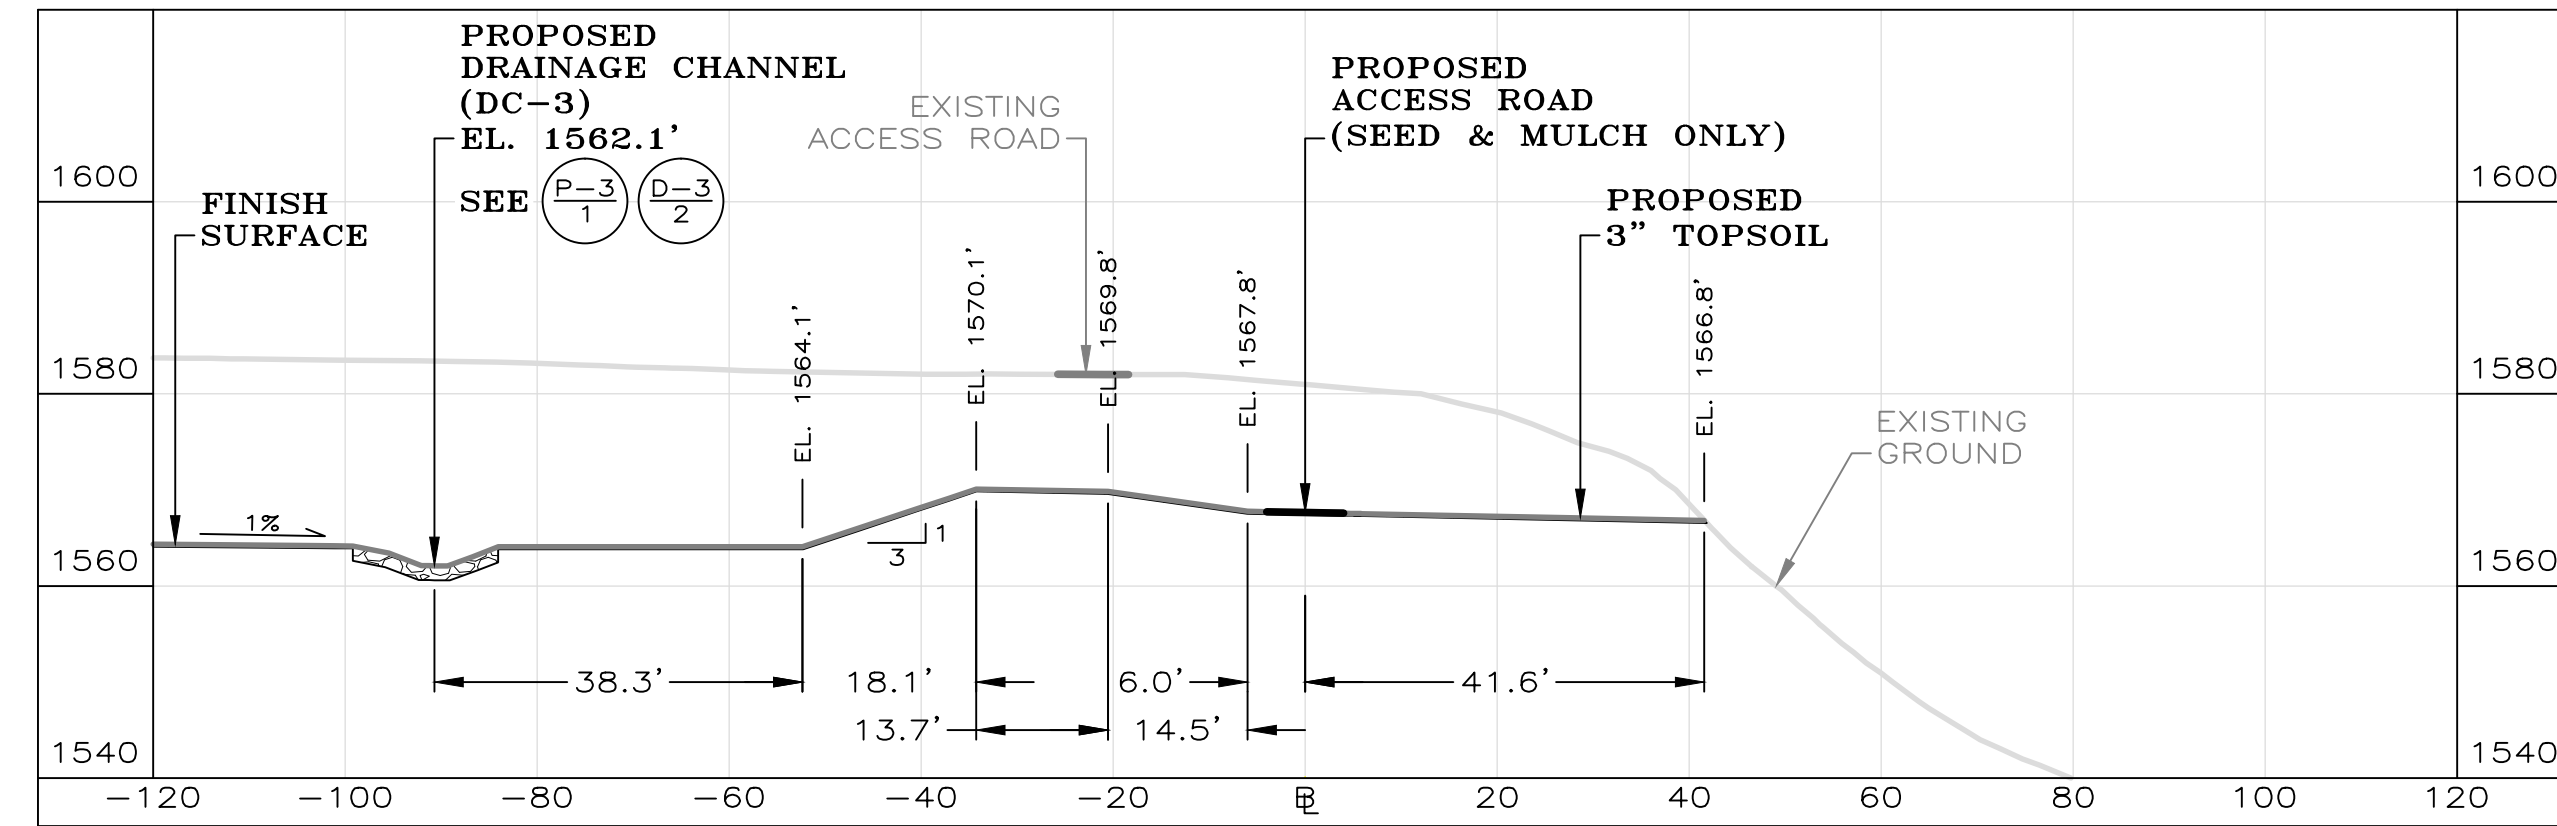 PROPOSED
DRAINAGE CHANNEL
(DC-3)
EL. 1562.1'
SEE P-3/1 D-3/2
EXISTING
ACCESS ROAD
PROPOSED
ACCESS ROAD
(SEED & MULCH ONLY)
PROPOSED
3" TOPSOIL
FINISH
SURFACE
1600
1600
1580
1580
1560
1560
1540
1540
EL. 1564.1'
EL. 1570.1'
EL. 1569.8'
EL. 1567.8'
EL. 1566.8'
EXISTING
GROUND
1%
1
3
38.3'
18.1'
6.0'
41.6'
13.7'
14.5'
-120
-100
-80
-60
-40
-20
BL
20
40
60
80
100
120